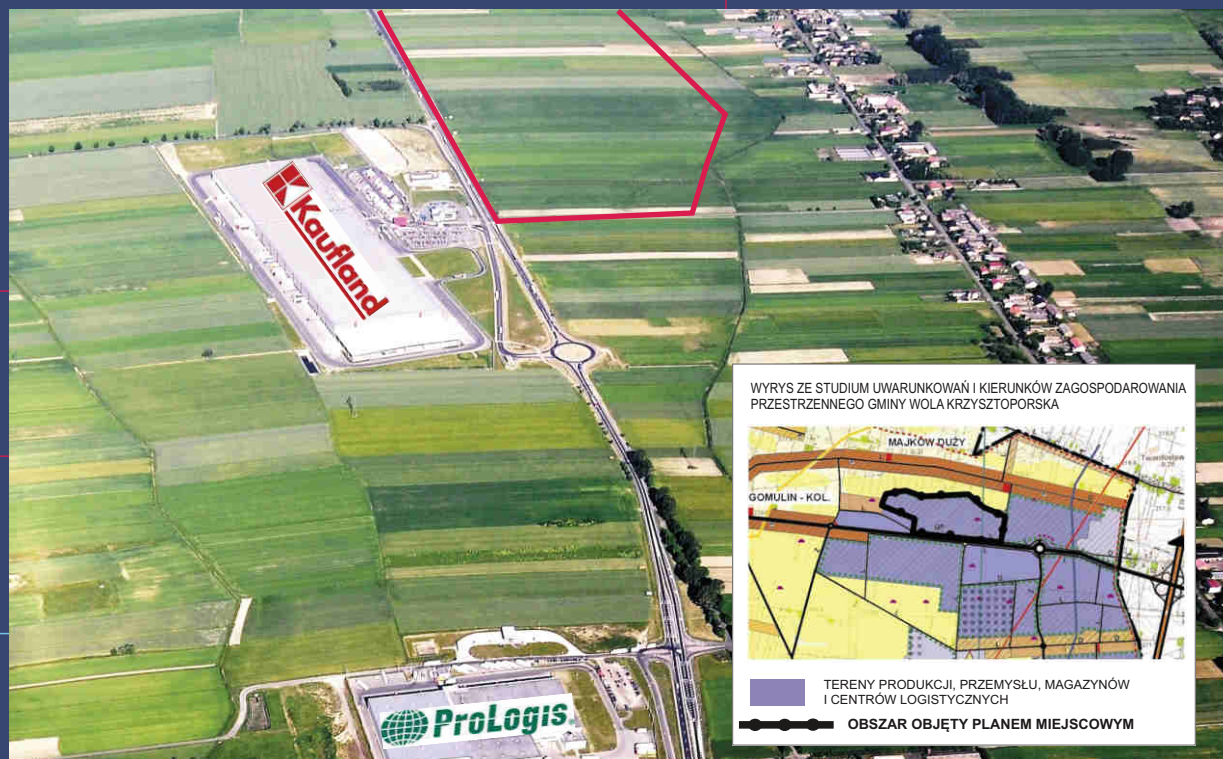 Kaufland
ProLogis
WYRYS ZE STUDIUM UWARUNKOWAŃ I KIERUNKÓW ZAGOSPODAROWANIA
PRZESTRZENNEGO GMINY WOLA KRZYSZTOPORSKA
MAJKÓW DUŻY
GOMULIN - KOL.
TERENY PRODUKCJI, PRZEMYSŁU, MAGAZYNÓW
I CENTRÓW LOGISTYCZNYCH
OBSZAR OBJĘTY PLANEM MIEJSCOWYM